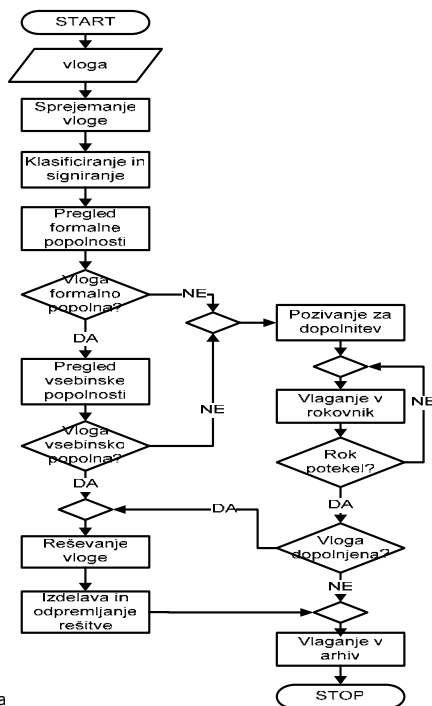 START
vloga
Sprejemanje
vloge
Klasificiranje in
signiranje
Pregled
formalne
popolnosti
Vloga
formalno
popolna?
NE
DA
Pregled
vsebinske
popolnosti
NE
Vloga
vsebinsko
popolna?
DA
Reševanje
vloge
Izdelava in
odpremljanje
rešitve
Pozivanje za
dopolnitev
Vlaganje v
rokovnik
NE
Rok
potekel?
DA
Vloga
dopolnjena?
DA
NE
Vlaganje v
arhiv
STOP
a